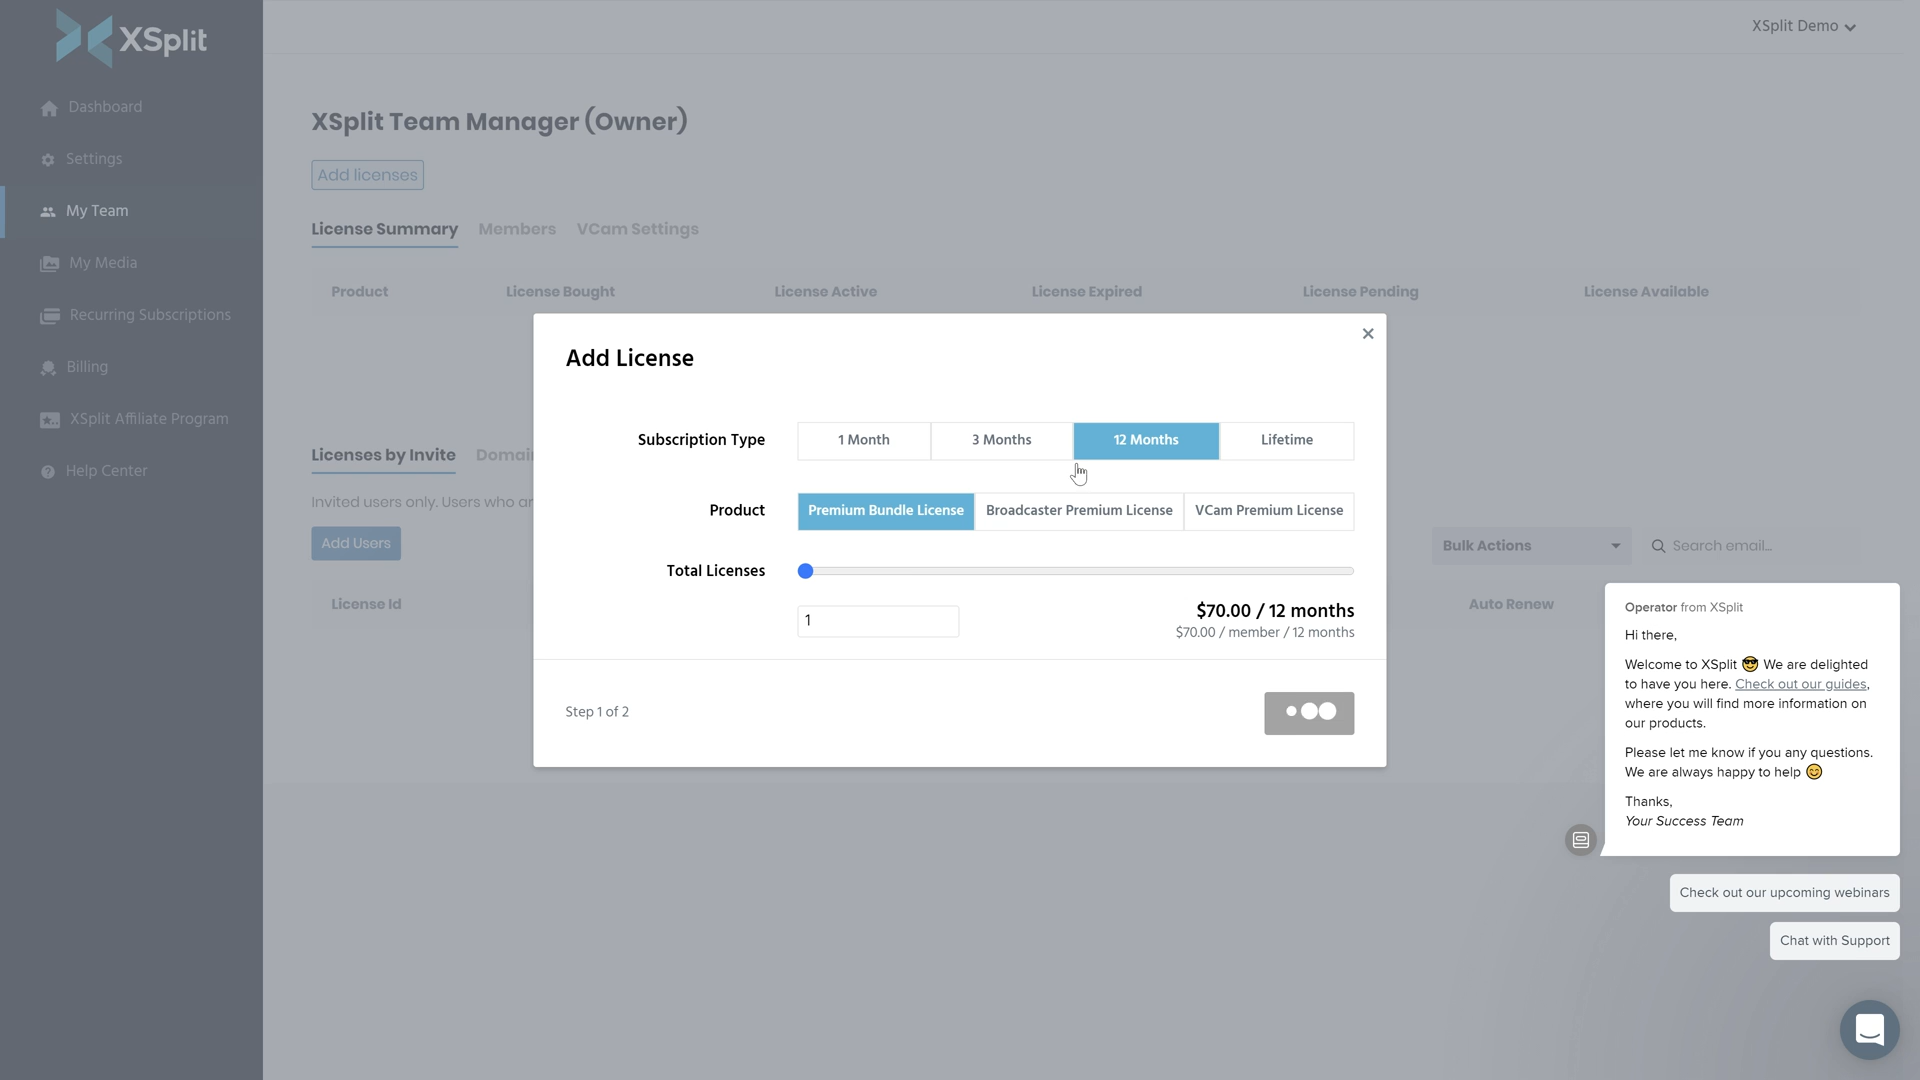 XSplit
XSplit Demo
Dashboard
Settings
My Team
My Media
Recurring Subscriptions
Billing
XSplit Affiliate Program
Help Center
XSplit Team Manager (Owner)
Add licenses
License Summary Members VCam Settings
Product License Bought License Active License Expired License Pending License Available
Licenses by Invite Domai
Invited users only. Users who ar
Add Users
Bulk Actions Search email...
License Id Auto Renew
Add License
Subscription Type 1 Month 3 Months 12 Months Lifetime
Product Premium Bundle License Broadcaster Premium License VCam Premium License
Total Licenses
1
$70.00 / 12 months
$70.00 / member / 12 months
Step 1 of 2
Operator from XSplit
Hi there,
Welcome to XSplit 😎 We are delighted
to have you here. Check out our guides,
where you will find more information on
our products.
Please let me know if you any questions.
We are always happy to help 😊
Thanks,
Your Success Team
Check out our upcoming webinars
Chat with Support